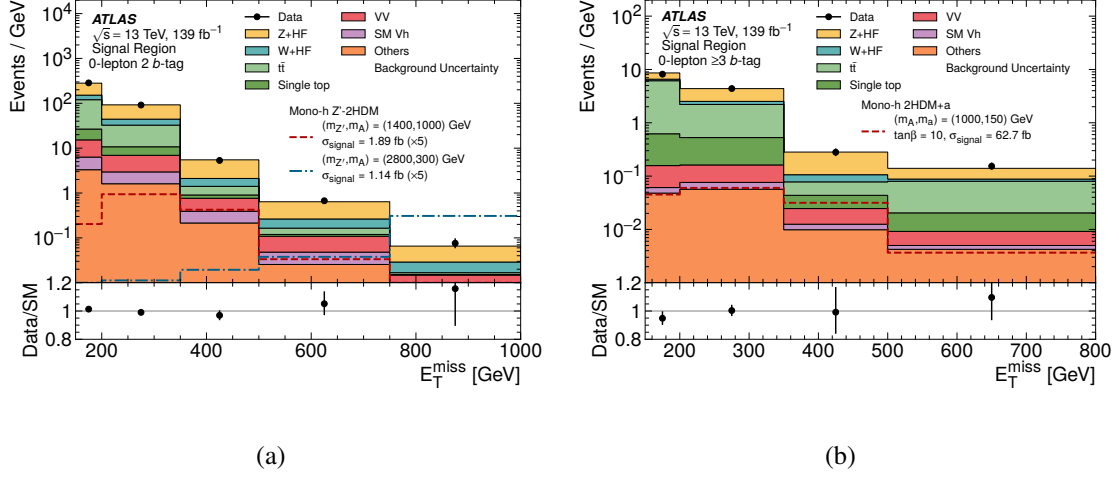 ATLAS
√s = 13 TeV, 139 fb⁻¹
Signal Region
0-lepton 2 b-tag
Data
Z+HF
W+HF
tt̄
Single top
VV
SM Vh
Others
Background Uncertainty
Mono-h Z'-2HDM
(m_Z', m_A) = (1400,1000) GeV
σ_signal = 1.89 fb (×5)
(m_Z', m_A) = (2800,300) GeV
σ_signal = 1.14 fb (×5)
Events / GeV
10⁴
10³
10²
10
1
10⁻¹
Data/SM
1.2
1
0.8
200 300 400 500 600 700 800 900 1000
E_T^miss [GeV]
(a)
ATLAS
√s = 13 TeV, 139 fb⁻¹
Signal Region
0-lepton ≥3 b-tag
Data
Z+HF
W+HF
tt̄
Single top
VV
SM Vh
Others
Background Uncertainty
Mono-h 2HDM+a
(m_A, m_a) = (1000,150) GeV
tanβ = 10, σ_signal = 62.7 fb
Events / GeV
10²
10
1
10⁻¹
10⁻²
Data/SM
1.2
1
0.8
200 300 400 500 600 700 800
E_T^miss [GeV]
(b)